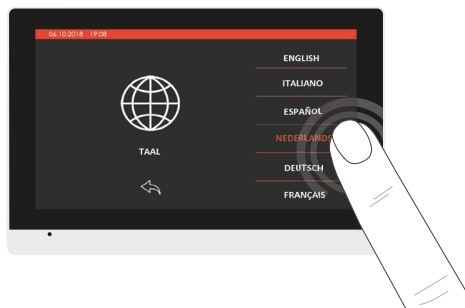 06.10.2018 19:08
ENGLISH
ITALIANO
ESPAÑOL
NEDERLANDS
TAAL
DEUTSCH
FRANÇAIS